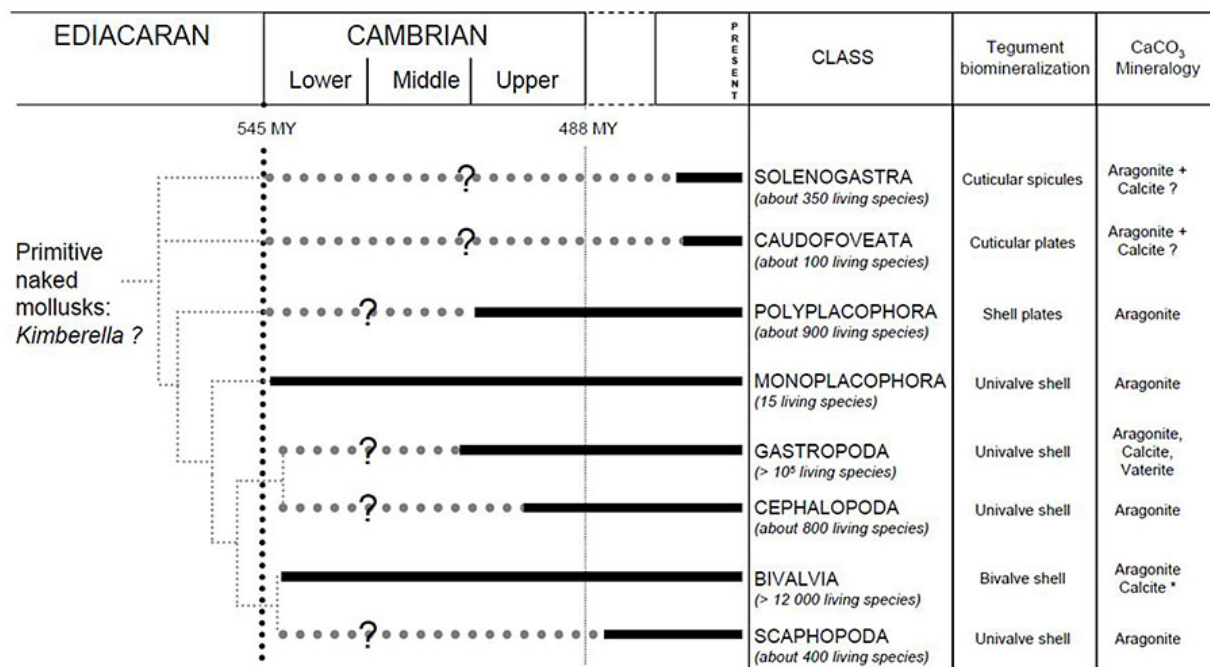 EDIACARAN
CAMBRIAN
Lower
Middle
Upper
PRESENT
CLASS
Tegument
biomineralization
CaCO₃
Mineralogy
545 MY
488 MY
Primitive
naked
mollusks:
Kimberella ?
?
SOLENOGASTRA
(about 350 living species)
Cuticular spicules
Aragonite +
Calcite ?
?
CAUDOFOVEATA
(about 100 living species)
Cuticular plates
Aragonite +
Calcite ?
?
POLYPLACOPHORA
(about 900 living species)
Shell plates
Aragonite
MONOPLACOPHORA
(15 living species)
Univalve shell
Aragonite
?
GASTROPODA
(> 10⁵ living species)
Univalve shell
Aragonite,
Calcite,
Vaterite
?
CEPHALOPODA
(about 800 living species)
Univalve shell
Aragonite
BIVALVIA
(> 12 000 living species)
Bivalve shell
Aragonite
Calcite *
?
SCAPHOPODA
(about 400 living species)
Univalve shell
Aragonite